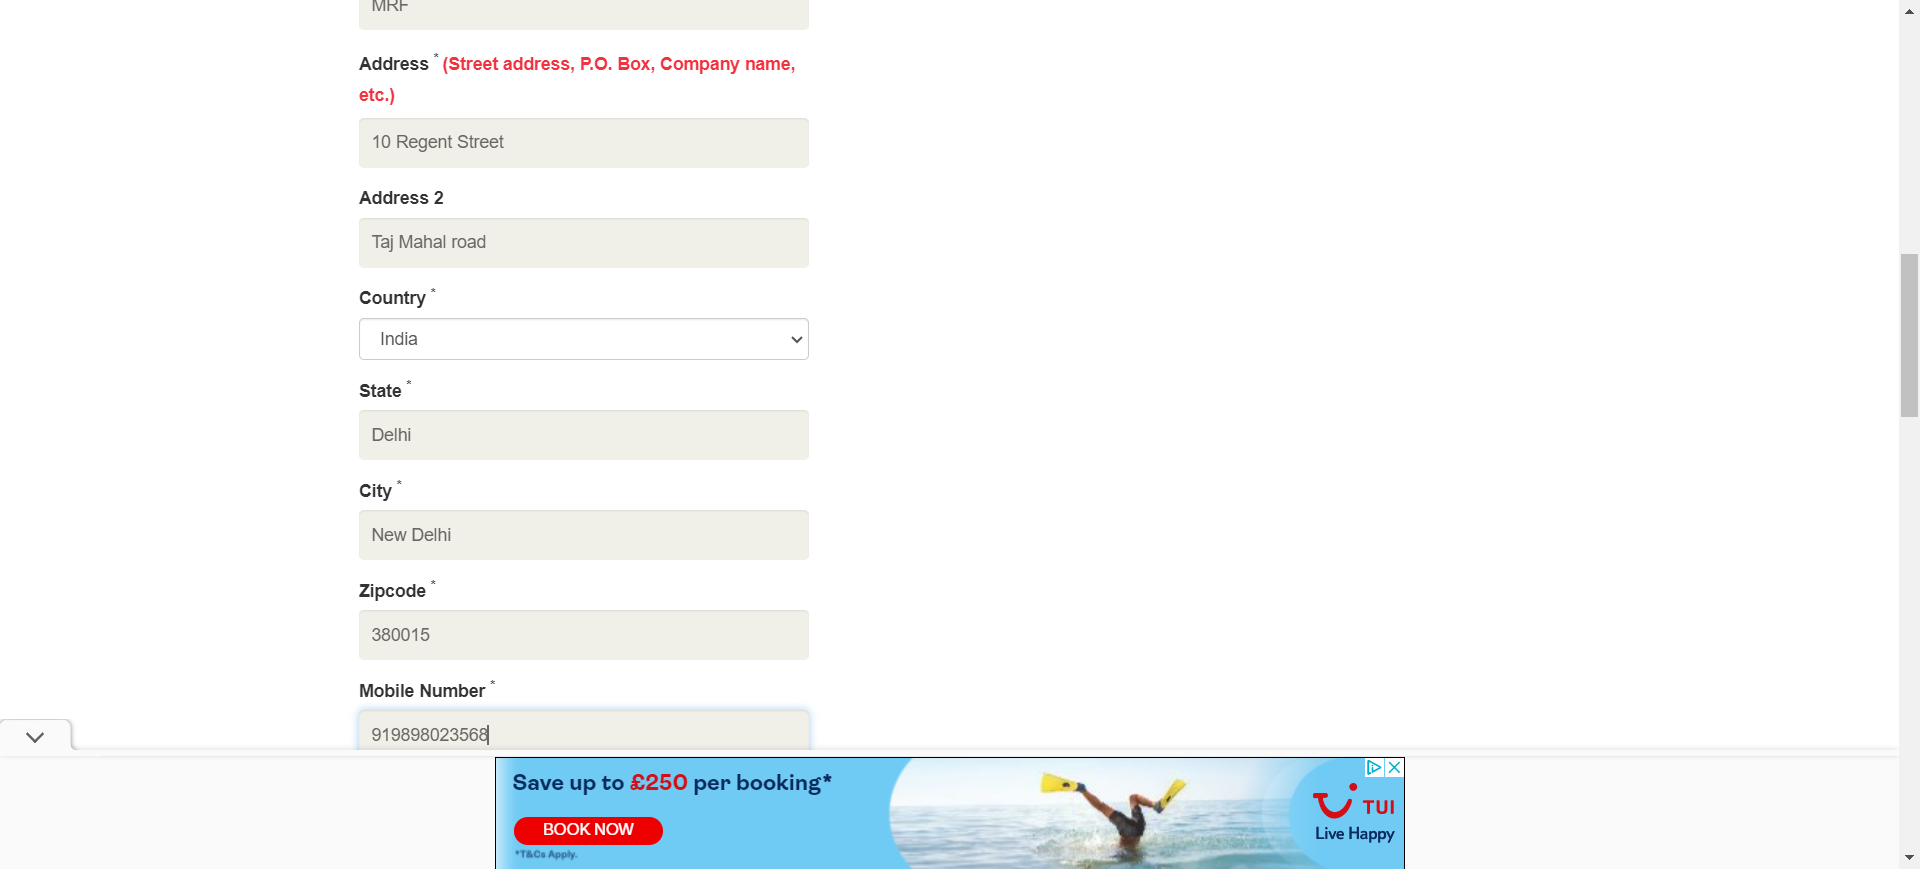 MRF
Address * (Street address, P.O. Box, Company name,
etc.)
10 Regent Street
Address 2
Taj Mahal road
Country *
India
State *
Delhi
City *
New Delhi
Zipcode *
380015
Mobile Number *
919898023568
Save up to £250 per booking*
BOOK NOW
*T&Cs Apply.
TUI
Live Happy